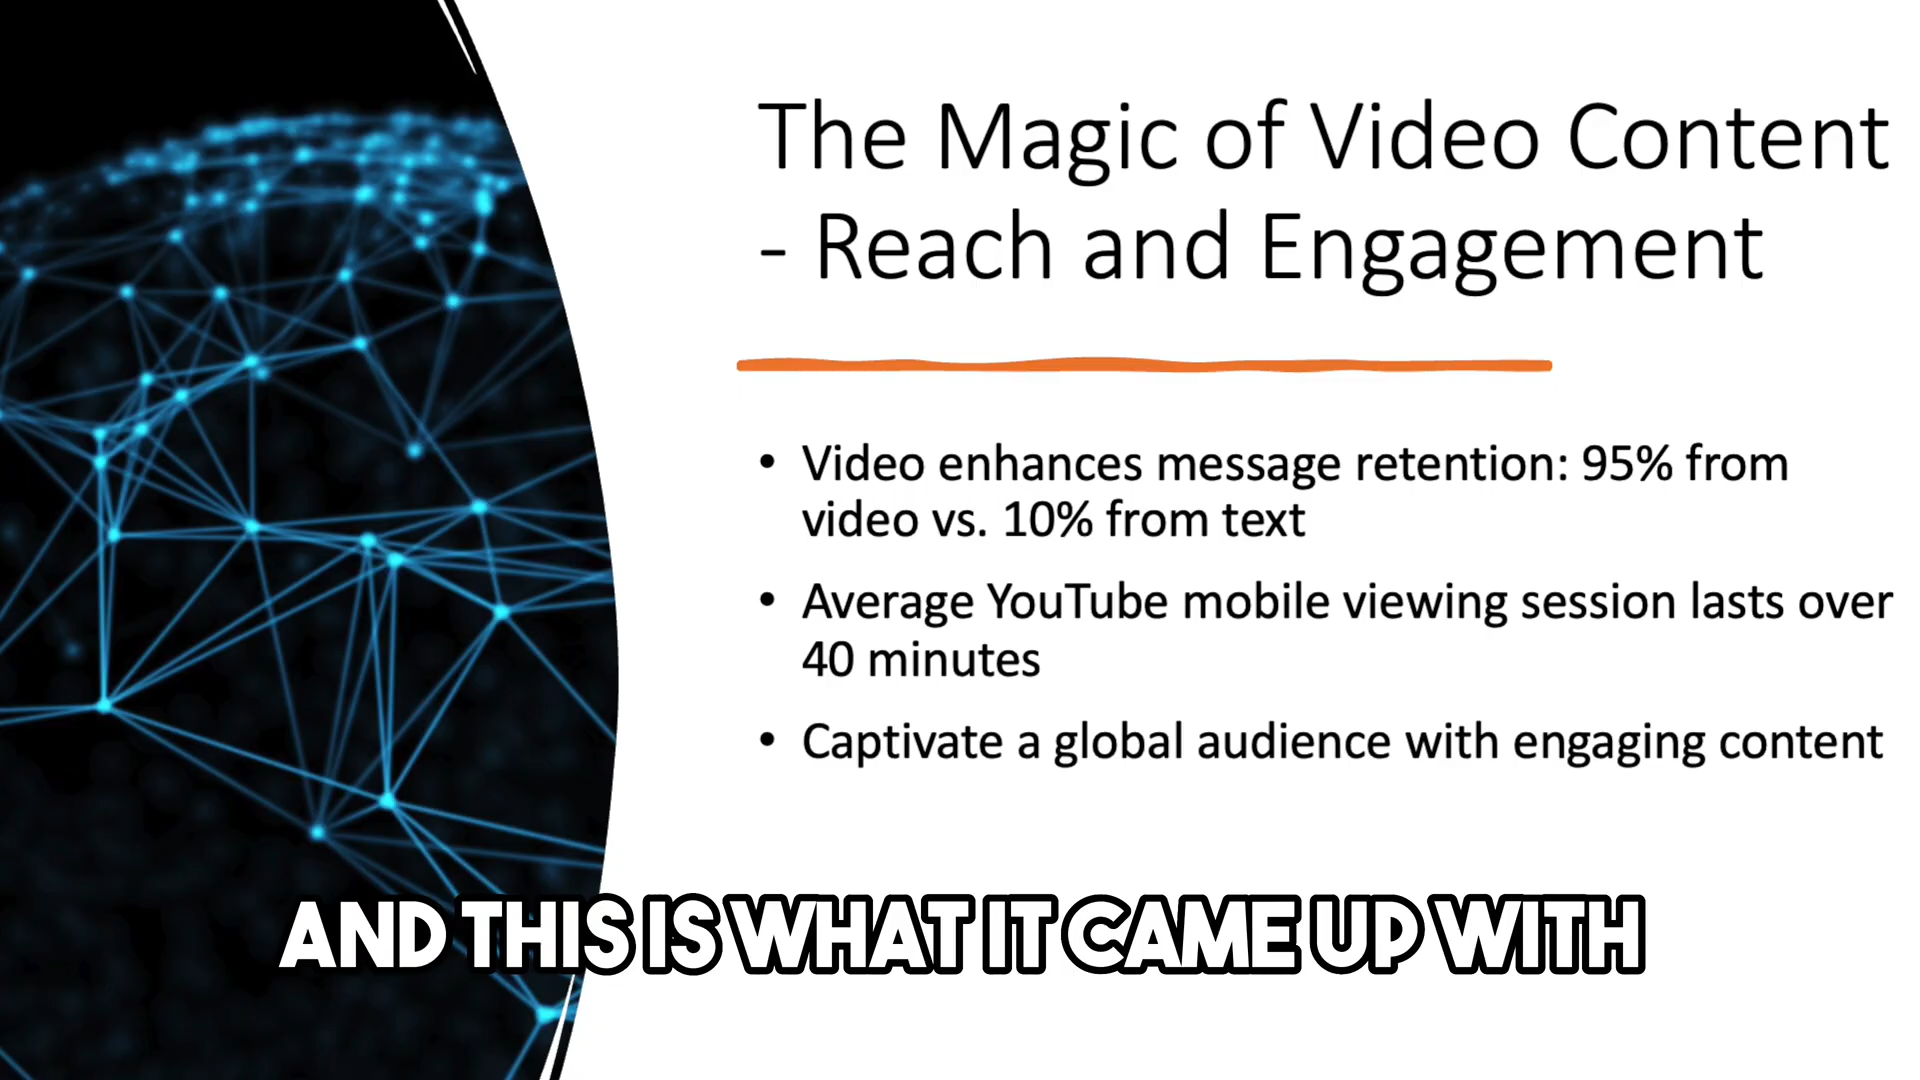 The Magic of Video Content
- Reach and Engagement
• Video enhances message retention: 95% from
video vs. 10% from text
• Average YouTube mobile viewing session lasts over
40 minutes
• Captivate a global audience with engaging content
AND THIS IS WHAT IT CAME UP WITH